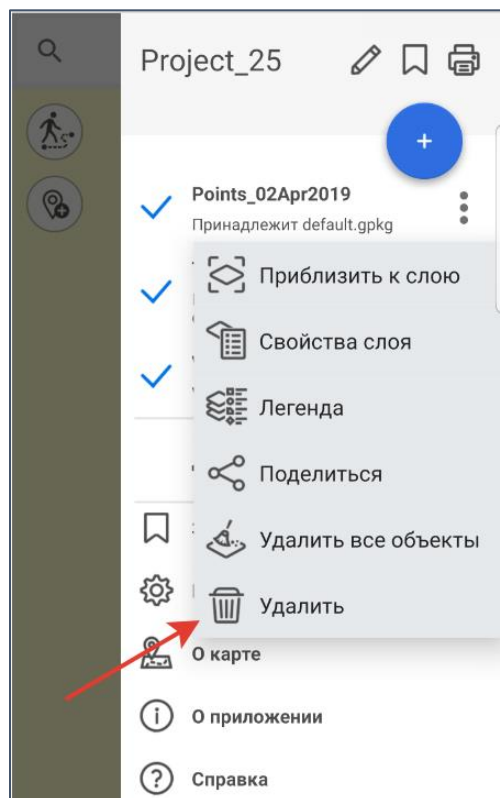 Project_25
Points_02Apr2019
Принадлежит default.gpkg
Приблизить к слою
Свойства слоя
Легенда
Поделиться
Удалить все объекты
Удалить
О карте
О приложении
Справка